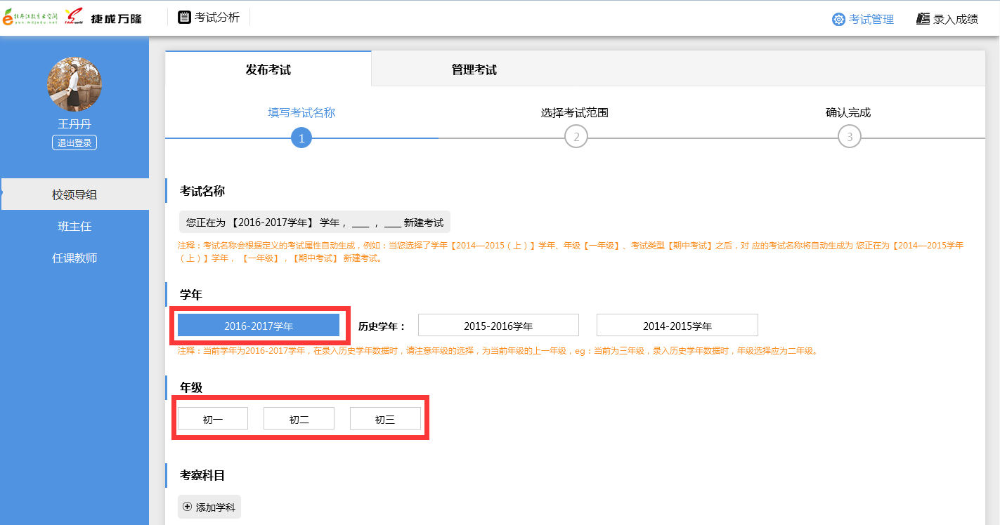 牡丹江教育云空间
yun.mdjedu.net
Future world
捷成万隆
考试分析
考试管理
录入成绩
王丹丹
退出登录
校领导组
班主任
任课教师
发布考试
管理考试
填写考试名称
选择考试范围
确认完成
1
2
3
考试名称
您正在为 【2016-2017学年】 学年， ___ ， ___ 新建考试
注释：考试名称会根据定义的考试属性自动生成，例如：当您选择了学年【2014—2015（上）】学年、年级【一年级】、考试类型【期中考试】之后，对 应的考试名称将自动生成为 您正在为【2014—2015学年
（上）】学年， 【一年级】，【期中考试】 新建考试。
学年
2016-2017学年
历史学年：
2015-2016学年
2014-2015学年
注释：当前学年为2016-2017学年，在录入历史学年数据时，请注意年级的选择，为当前年级的上一年级，eg：当前为三年级，录入历史学年数据时，年级选择应为二年级。
年级
初一
初二
初三
考察科目
添加学科